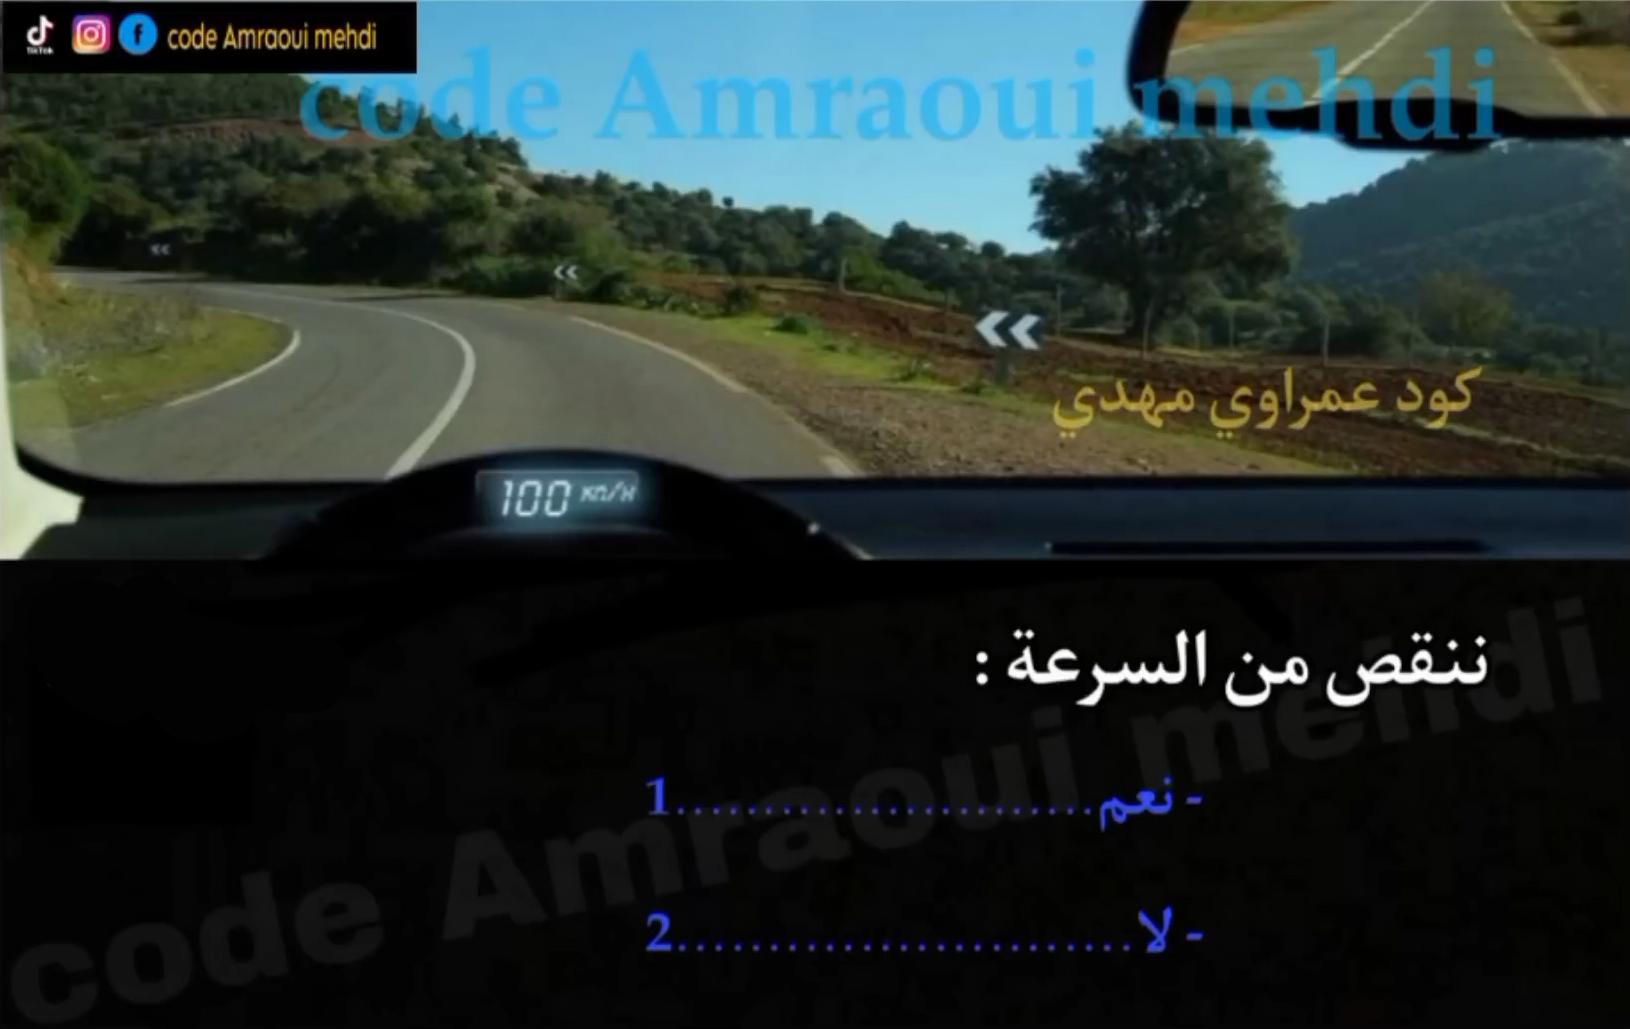 TikTok
code Amraoui mehdi
code Amraoui mehdi
كود عمراوي مهدي
100 KM/H
ننقص من السرعة :
- نعم.......................1
- لا.........................2
code Amraoui mehdi